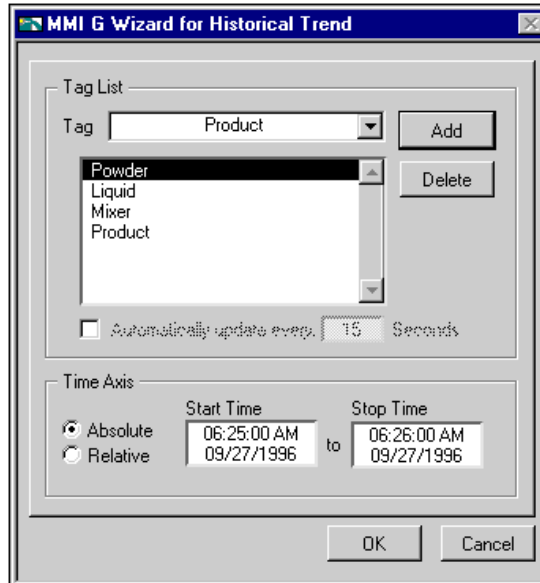 MMI G Wizard for Historical Trend
Tag List
Tag Product Add
Powder Delete
Liquid
Mixer
Product
Automatically update every, 15 Seconds
Time Axis
Start Time Stop Time
Absolute 06:25:00 AM to 06:26:00 AM
Relative 09/27/1996 09/27/1996
OK Cancel